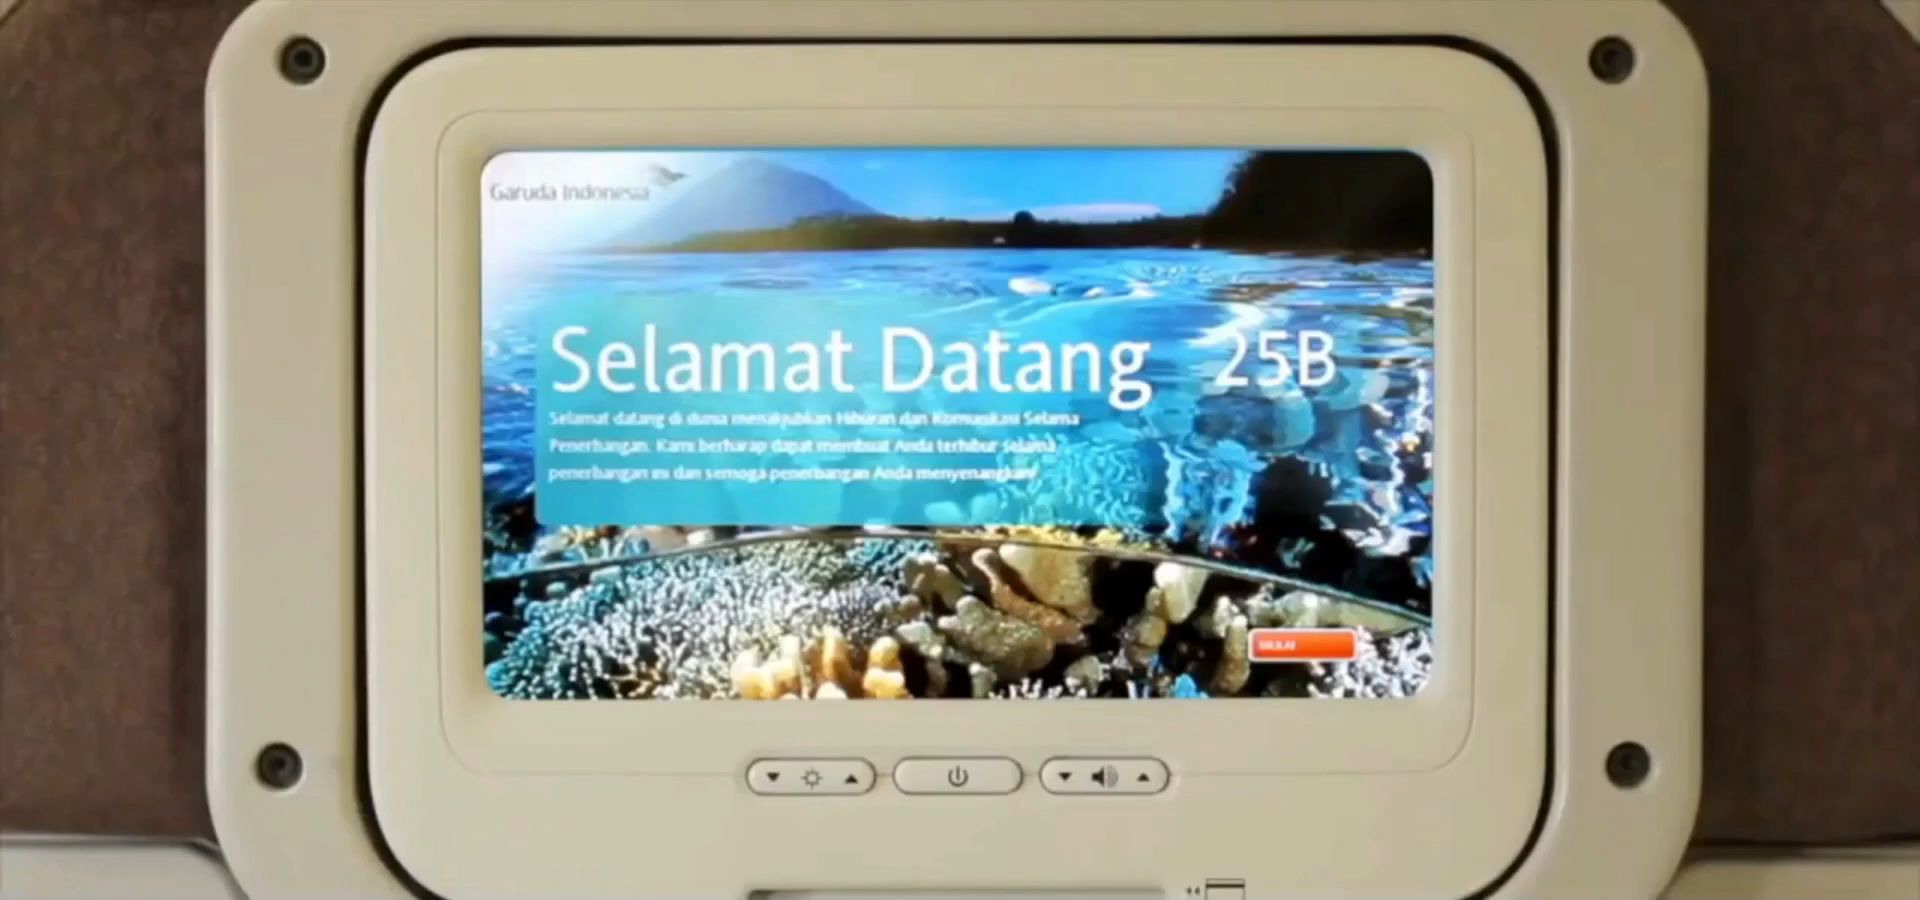 Garuda Indonesia
Selamat Datang 25B
Selamat datang di dunia menakjubkan Hiburan dan Komunikasi Selama
Penerbangan. Kami berharap dapat membuat Anda terhibur selama
penerbangan ini dan semoga penerbangan Anda menyenangkan